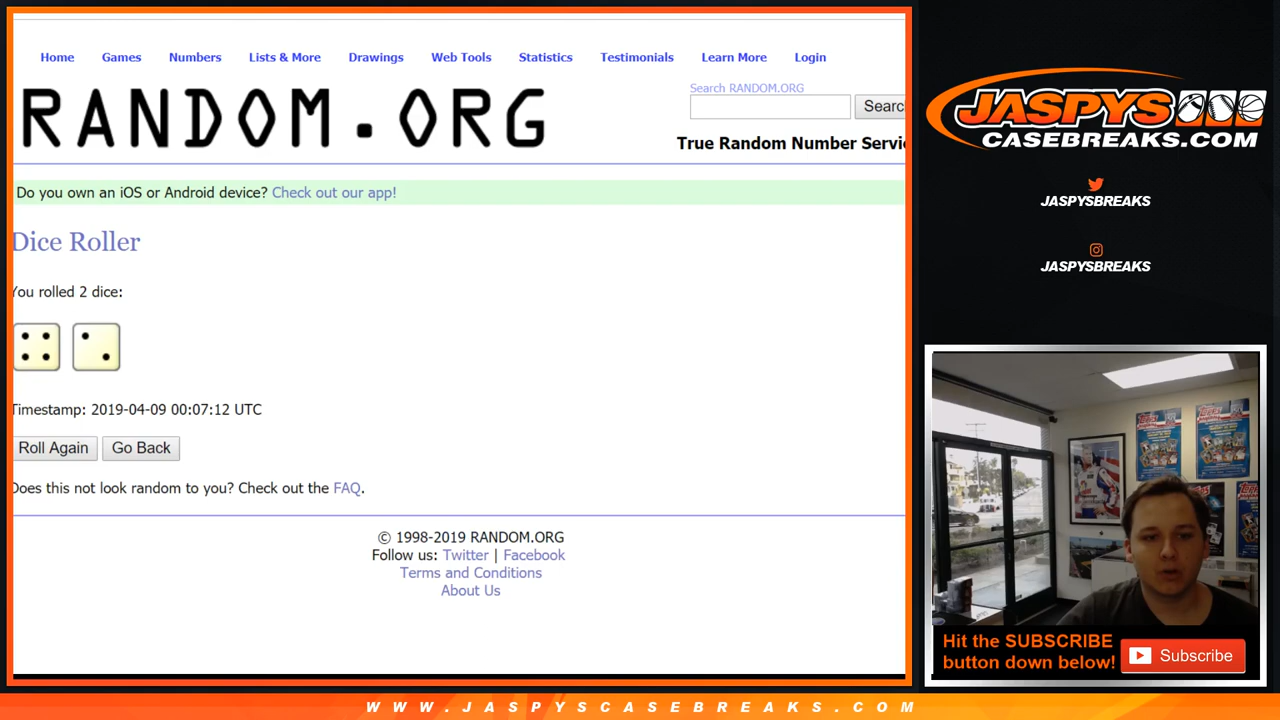 Home Games Numbers Lists & More Drawings Web Tools Statistics Testimonials Learn More Login
Search RANDOM.ORG
RANDOM.ORG
Searc
True Random Number Servi
Do you own an iOS or Android device? Check out our app!
Dice Roller
You rolled 2 dice:
Timestamp: 2019-04-09 00:07:12 UTC
Roll Again Go Back
Does this not look random to you? Check out the FAQ.
© 1998-2019 RANDOM.ORG
Follow us: Twitter | Facebook
Terms and Conditions
About Us
JASPYS
CASEBREAKS.COM
JASPYSBREAKS
JASPYSBREAKS
Topps
Topps
Hit the SUBSCRIBE
button down below!
Subscribe
WWW.JASPYSCASEBREAKS.COM